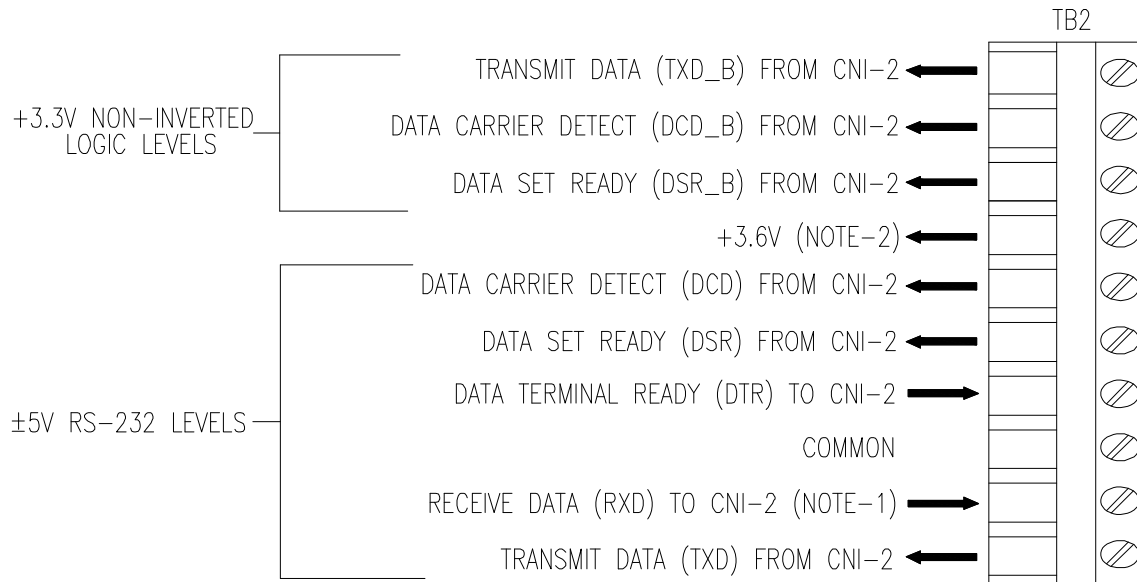 TB2
TRANSMIT DATA (TXD_B) FROM CNI-2
+3.3V NON-INVERTED
LOGIC LEVELS
DATA CARRIER DETECT (DCD_B) FROM CNI-2
DATA SET READY (DSR_B) FROM CNI-2
+3.6V (NOTE-2)
DATA CARRIER DETECT (DCD) FROM CNI-2
DATA SET READY (DSR) FROM CNI-2
DATA TERMINAL READY (DTR) TO CNI-2
±5V RS-232 LEVELS
COMMON
RECEIVE DATA (RXD) TO CNI-2 (NOTE-1)
TRANSMIT DATA (TXD) FROM CNI-2